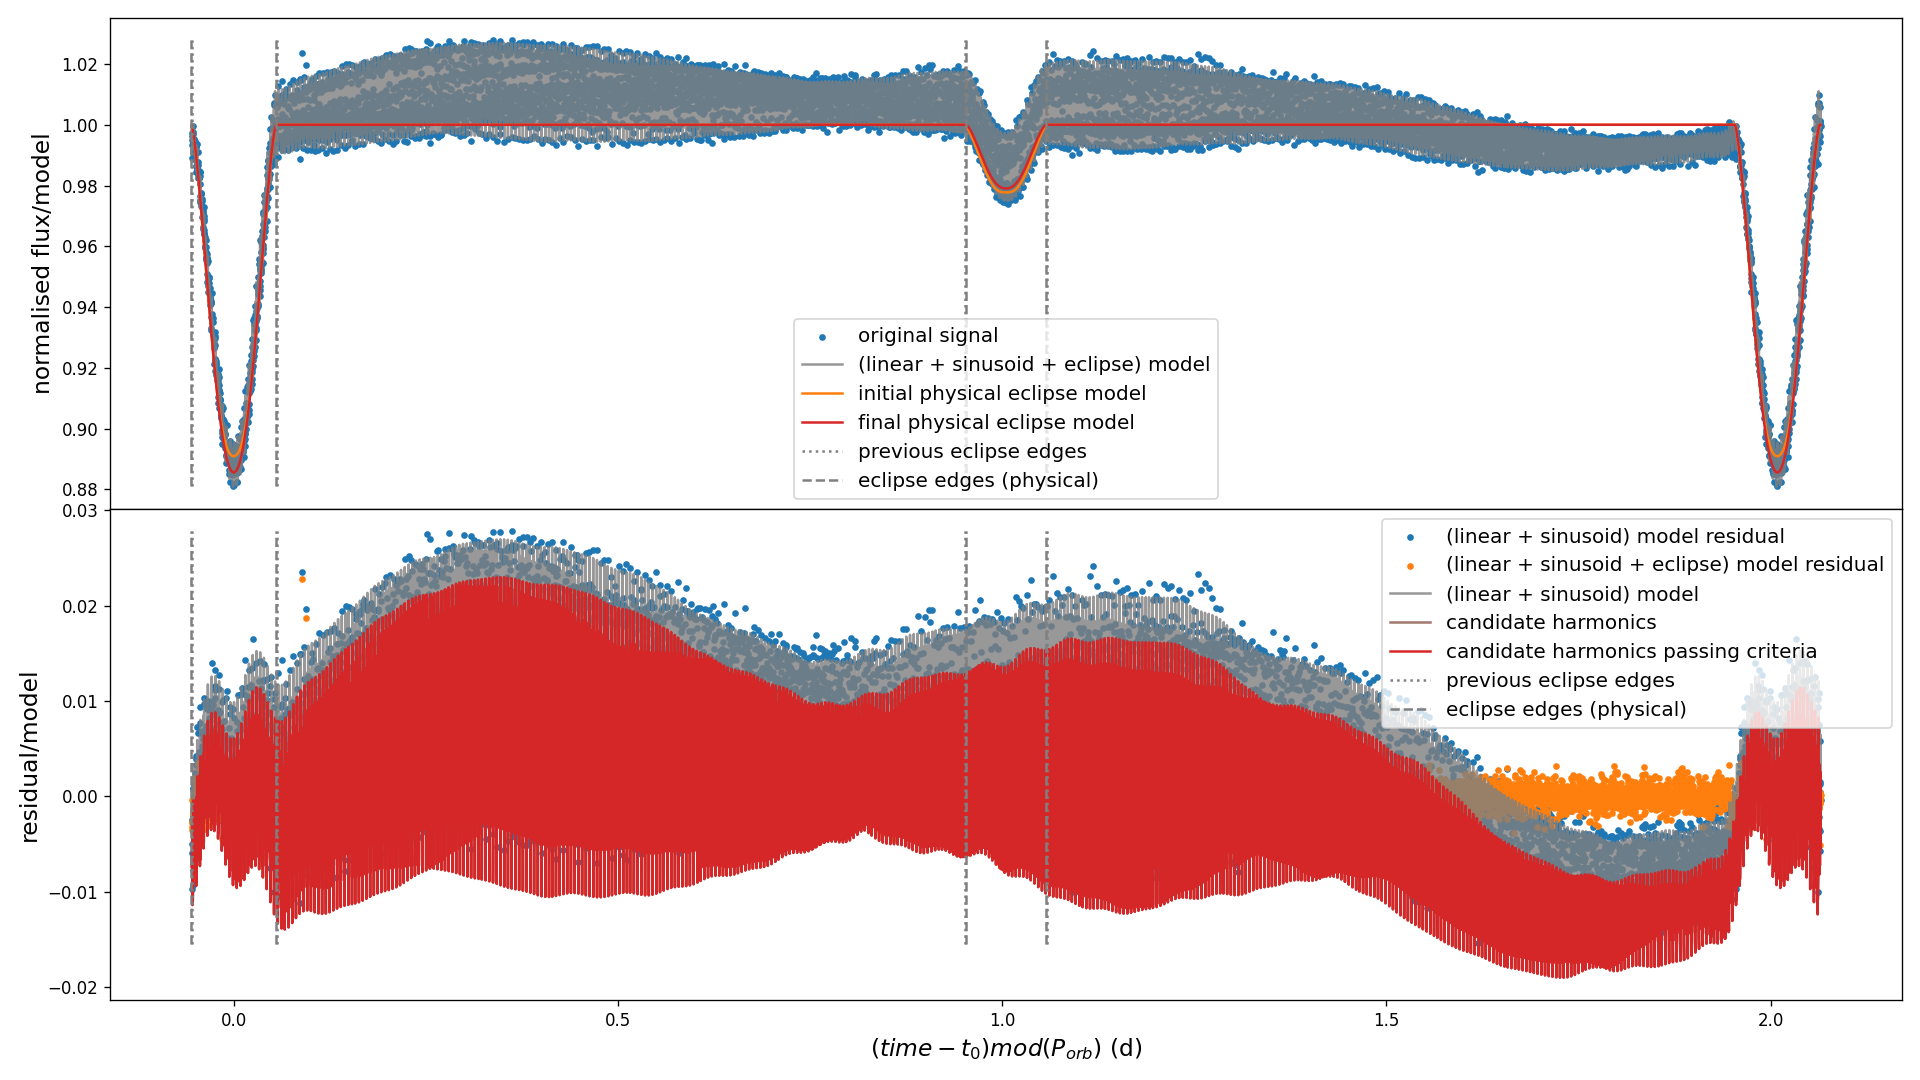 normalised flux/model
1.02
1.00
0.98
0.96
0.94
0.92
0.90
0.88
original signal
(linear + sinusoid + eclipse) model
initial physical eclipse model
final physical eclipse model
previous eclipse edges
eclipse edges (physical)
residual/model
0.03
0.02
0.01
0.00
−0.01
−0.02
(linear + sinusoid) model residual
(linear + sinusoid + eclipse) model residual
(linear + sinusoid) model
candidate harmonics
candidate harmonics passing criteria
previous eclipse edges
eclipse edges (physical)
0.0 0.5 1.0 1.5 2.0
(time − t₀)mod(P_orb) (d)